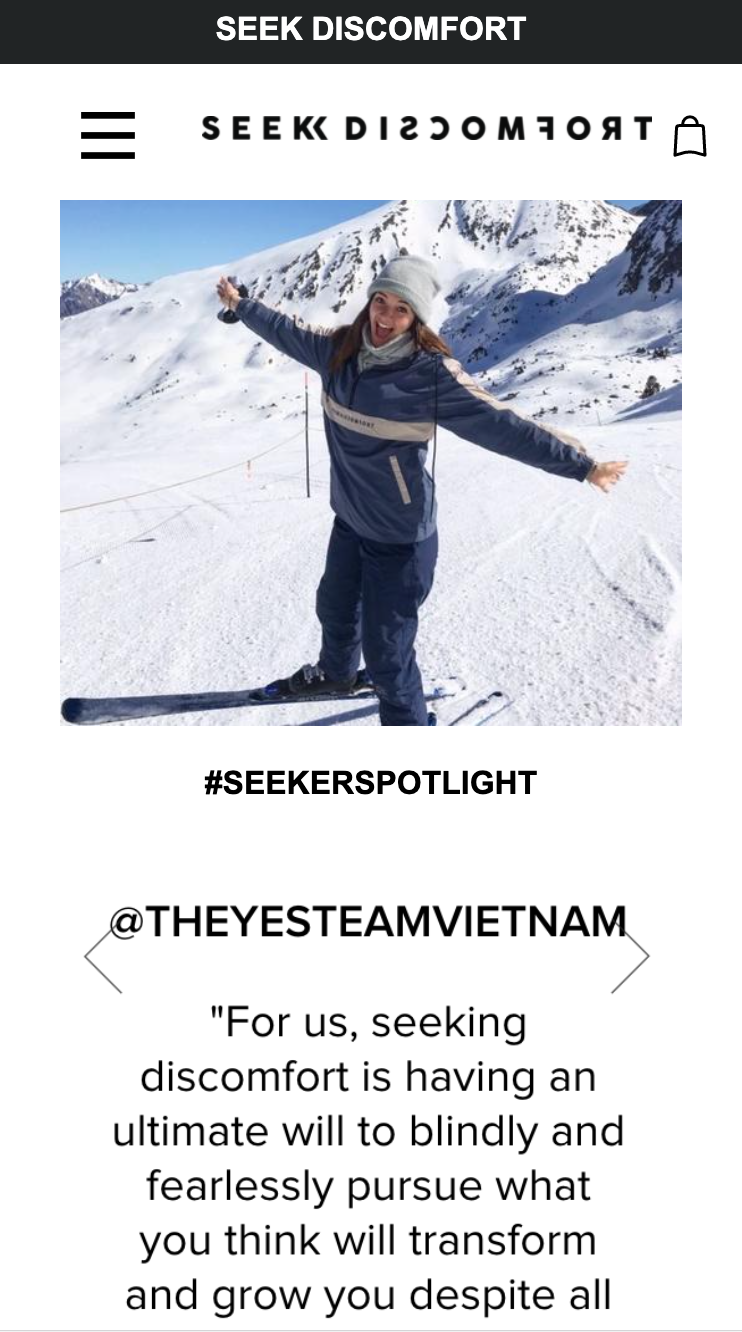 SEEK DISCOMFORT
SEEK DISCOMFORT
#SEEKERSPOTLIGHT
@THEYESTEAMVIETNAM
"For us, seeking
discomfort is having an
ultimate will to blindly and
fearlessly pursue what
you think will transform
and grow you despite all